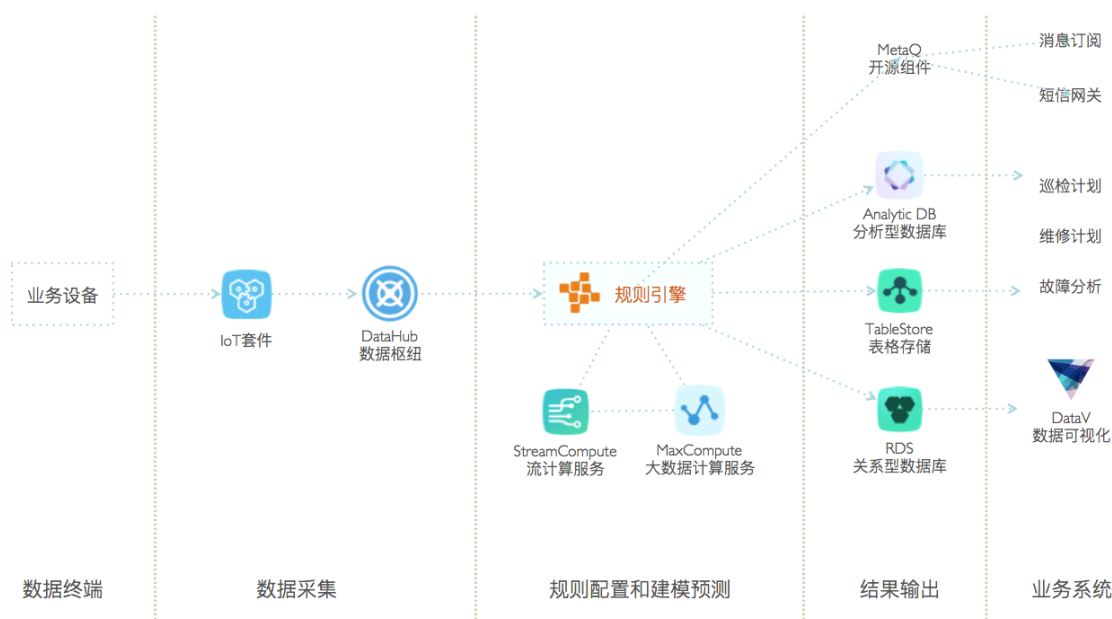 业务设备
IoT套件
DataHub
数据枢纽
规则引擎
StreamCompute
流计算服务
MaxCompute
大数据计算服务
MetaQ
开源组件
Analytic DB
分析型数据库
TableStore
表格存储
RDS
关系型数据库
消息订阅
短信网关
巡检计划
维修计划
故障分析
DataV
数据可视化
数据终端
数据采集
规则配置和建模预测
结果输出
业务系统